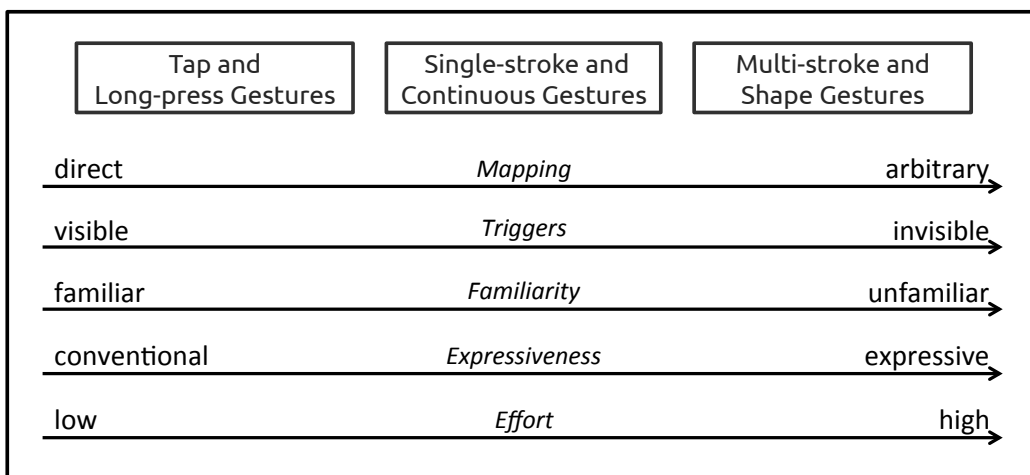 Tap and
Long-press Gestures
Single-stroke and
Continuous Gestures
Multi-stroke and
Shape Gestures
direct Mapping arbitrary
visible Triggers invisible
familiar Familiarity unfamiliar
conventional Expressiveness expressive
low Effort high